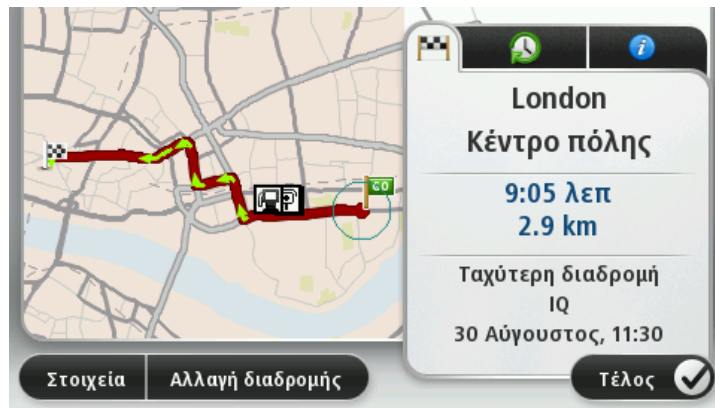 GO
London
Κέντρο πόλης
9:05 λεπ
2.9 km
Ταχύτερη διαδρομή
IQ
30 Αύγουστος, 11:30
Στοιχεία
Αλλαγή διαδρομής
Τέλος